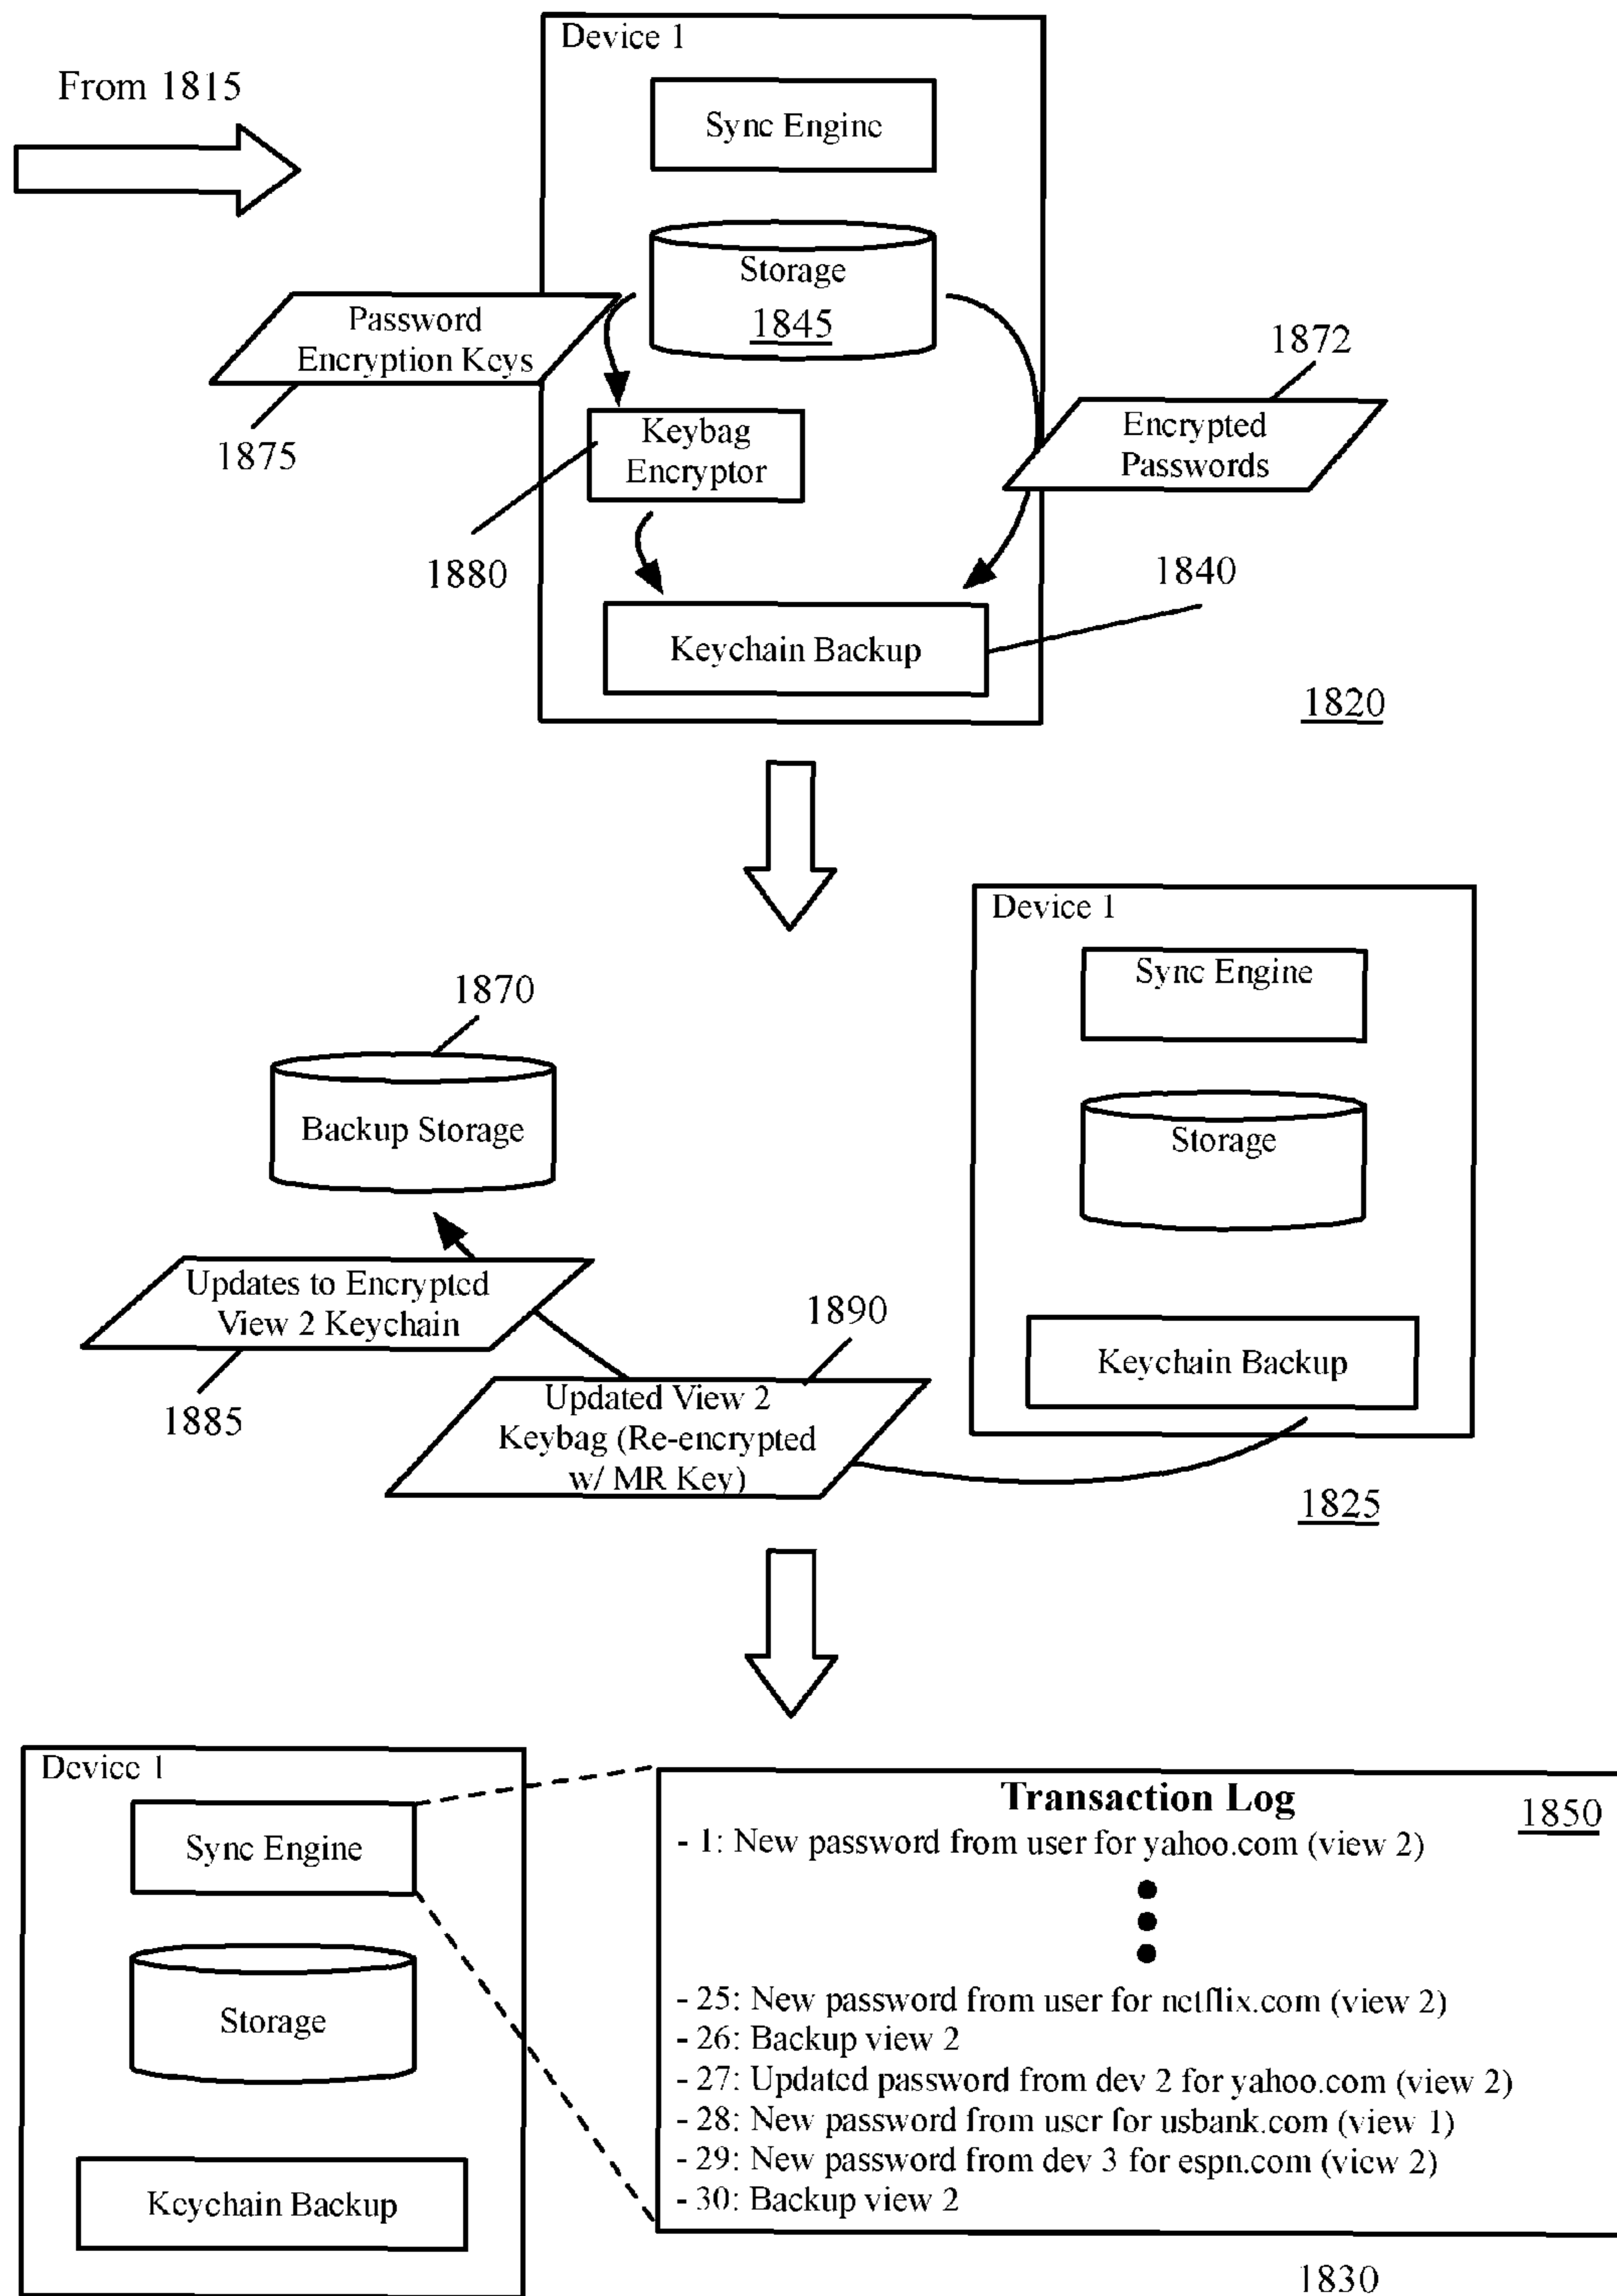 Device 1
From 1815
Sync Engine
Storage
1845
Password
Encryption Keys
1875
1872
Encrypted
Passwords
Keybag
Encryptor
1880
1840
Keychain Backup
1820
Device 1
Sync Engine
1870
Backup Storage
Storage
Updates to Encrypted
View 2 Keychain
1885
1890
Updated View 2
Keybag (Re-encrypted
w/ MR Key)
Keychain Backup
1825
Device 1
Sync Engine
Storage
Keychain Backup
Transaction Log
1850
- 1: New password from user for yahoo.com (view 2)
- 25: New password from user for netflix.com (view 2)
- 26: Backup view 2
- 27: Updated password from dev 2 for yahoo.com (view 2)
- 28: New password from user for usbank.com (view 1)
- 29: New password from dev 3 for espn.com (view 2)
- 30: Backup view 2
1830